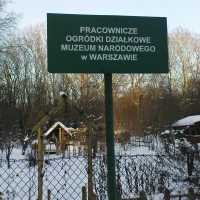 PRACOWNICZE
OGRÓDKI DZIAŁKOWE
MUZEUM NARODOWEGO
w WARSZAWIE